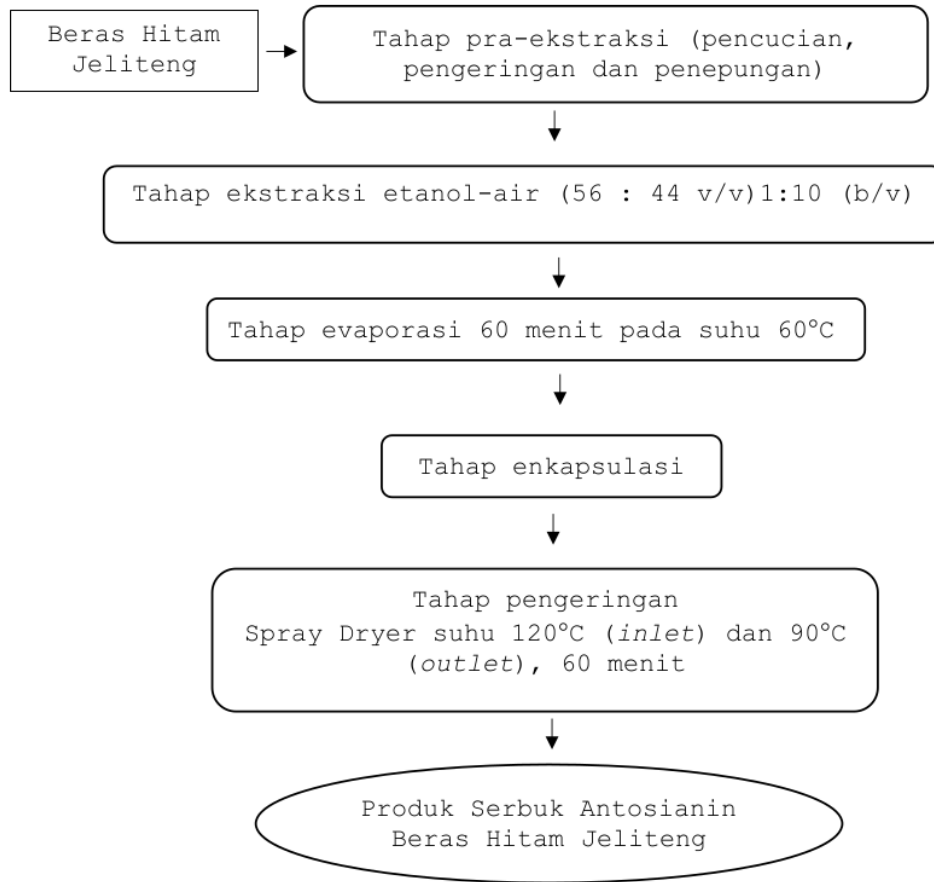 Beras Hitam
Jeliteng
Tahap pra-ekstraksi (pencucian,
pengeringan dan penepungan)
Tahap ekstraksi etanol-air (56 : 44 v/v)1:10 (b/v)
Tahap evaporasi 60 menit pada suhu 60°C
Tahap enkapsulasi
Tahap pengeringan
Spray Dryer suhu 120°C (inlet) dan 90°C
(outlet), 60 menit
Produk Serbuk Antosianin
Beras Hitam Jeliteng